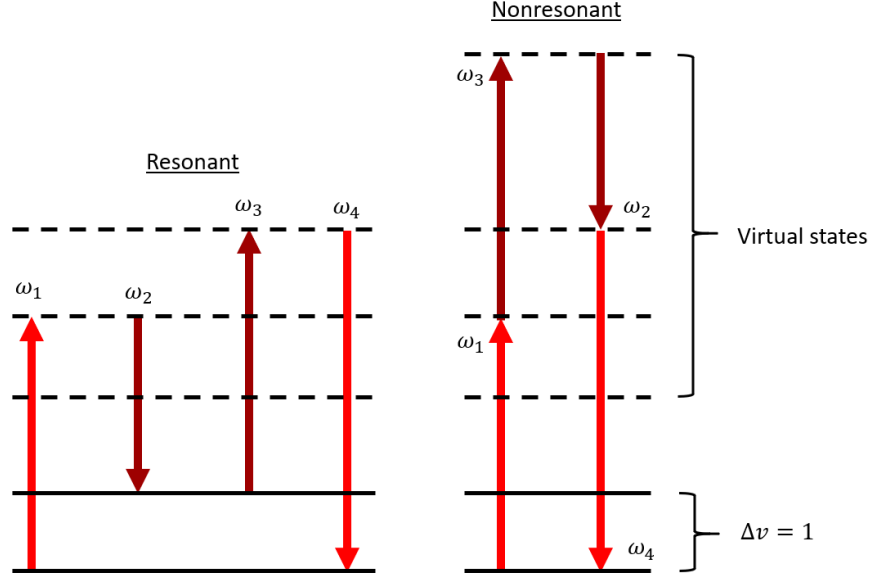 Nonresonant
Resonant
ω₃
ω₃ ω₄
ω₂
Virtual states
ω₁ ω₂
ω₁
Δv = 1
ω₄